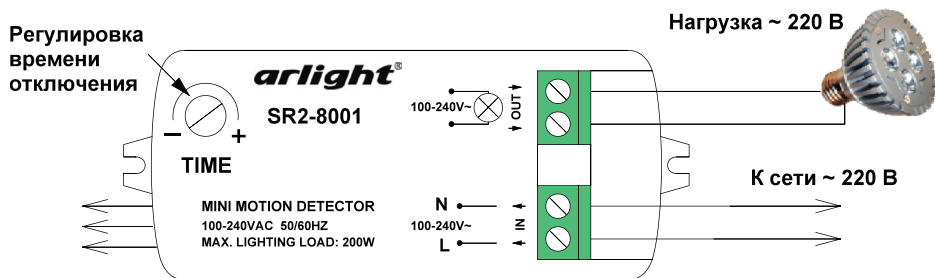 Регулировка
времени
отключения
Нагрузка ~ 220 В
arlight®
SR2-8001
100-240V~
OUT
− +
TIME
К сети ~ 220 В
MINI MOTION DETECTOR
100-240VAC 50/60HZ
MAX. LIGHTING LOAD: 200W
N
100-240V~
L
IN